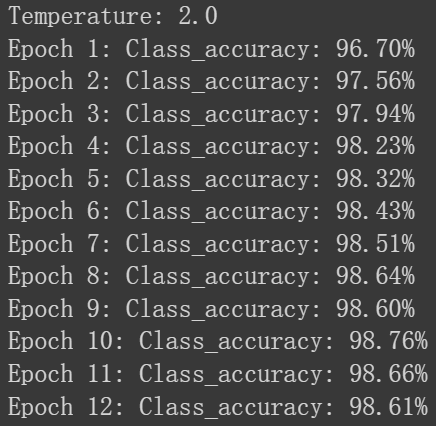 Temperature: 2.0
Epoch 1: Class_accuracy: 96.70%
Epoch 2: Class_accuracy: 97.56%
Epoch 3: Class_accuracy: 97.94%
Epoch 4: Class_accuracy: 98.23%
Epoch 5: Class_accuracy: 98.32%
Epoch 6: Class_accuracy: 98.43%
Epoch 7: Class_accuracy: 98.51%
Epoch 8: Class_accuracy: 98.64%
Epoch 9: Class_accuracy: 98.60%
Epoch 10: Class_accuracy: 98.76%
Epoch 11: Class_accuracy: 98.66%
Epoch 12: Class_accuracy: 98.61%